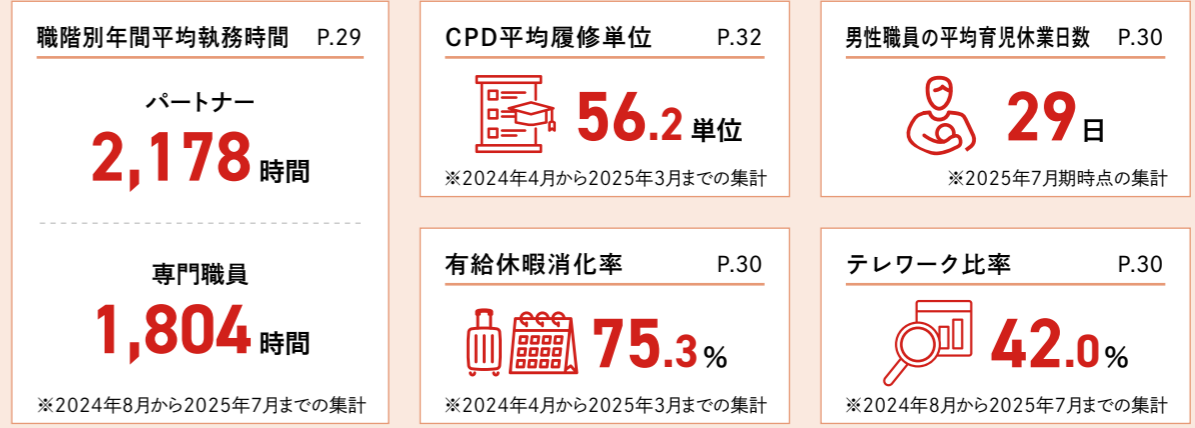 職階別年間平均執務時間 P.29
パートナー
2,178時間
専門職員
1,804時間
※2024年8月から2025年7月までの集計
CPD平均履修単位 P.32
56.2単位
※2024年4月から2025年3月までの集計
男性職員の平均育児休業日数 P.30
29日
※2025年7月期時点の集計
有給休暇消化率 P.30
75.3%
※2024年4月から2025年3月までの集計
テレワーク比率 P.30
42.0%
※2024年8月から2025年7月までの集計